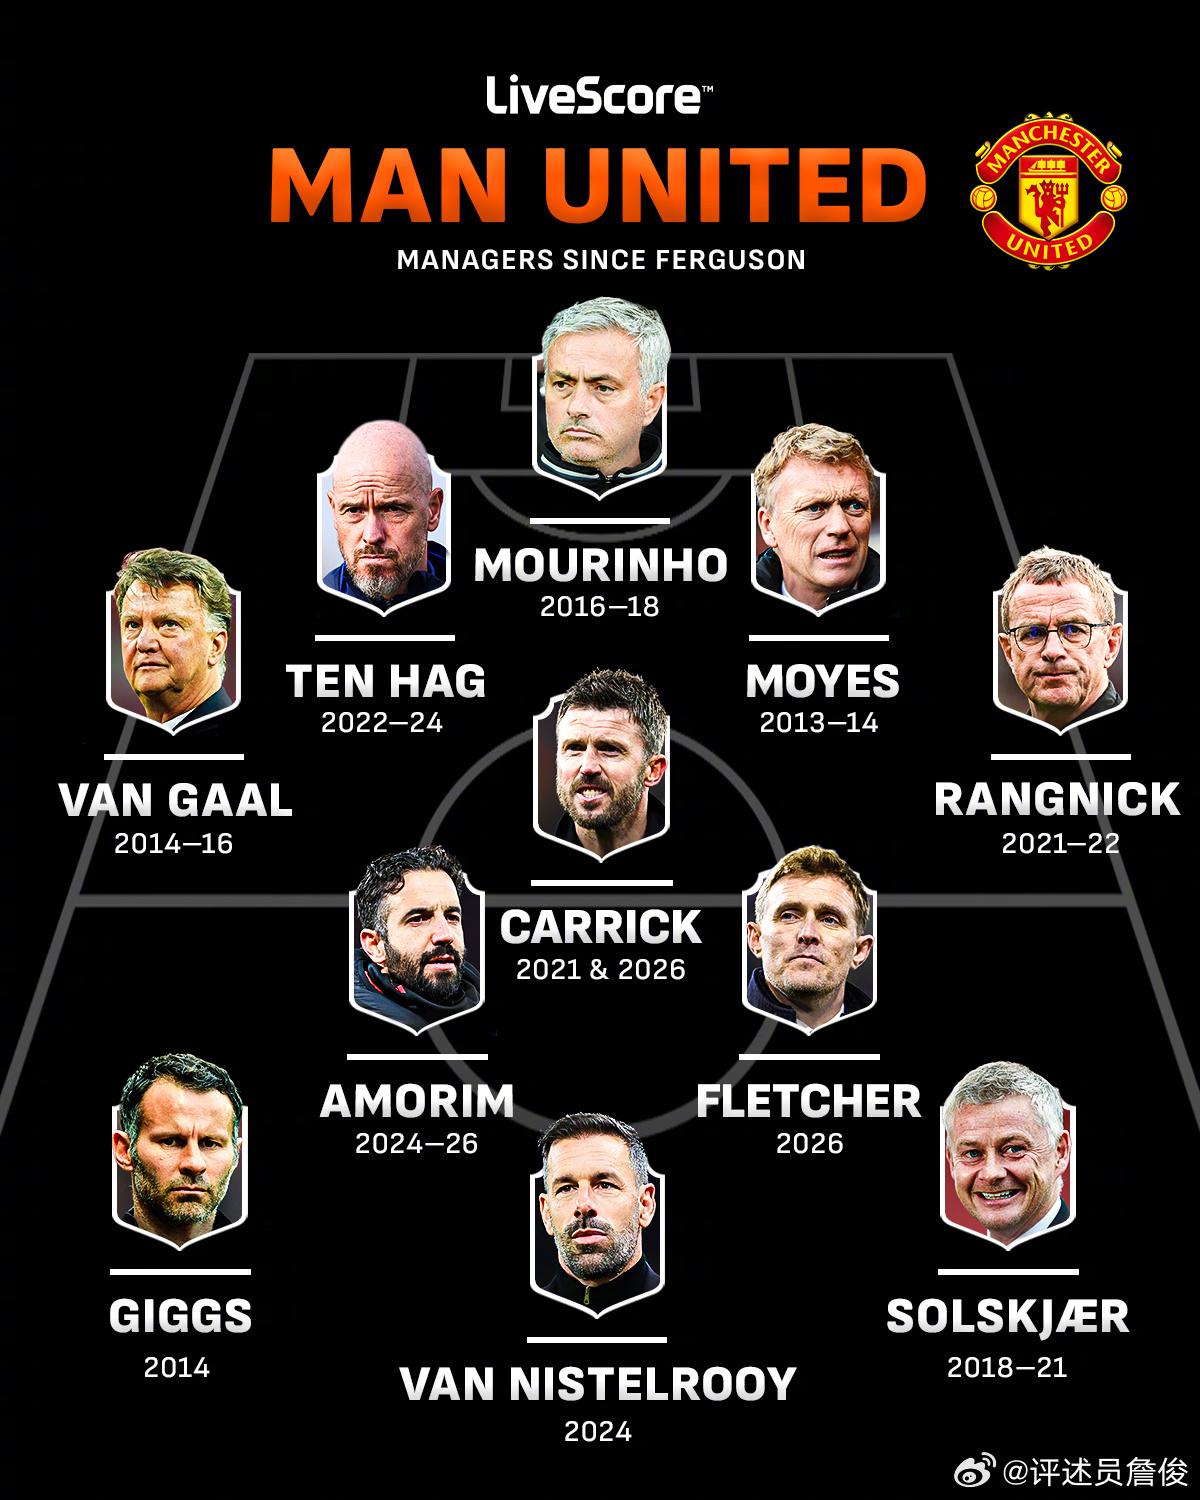 LiveScore™
MAN UNITED
MANAGERS SINCE FERGUSON
MANCHESTER
UNITED
MOURINHO
2016–18
TEN HAG
2022–24
MOYES
2013–14
VAN GAAL
2014–16
RANGNICK
2021–22
CARRICK
2021 & 2026
AMORIM
2024–26
FLETCHER
2026
GIGGS
2014
SOLSKJÆR
2018–21
VAN NISTELROOY
2024
@评述员詹俊